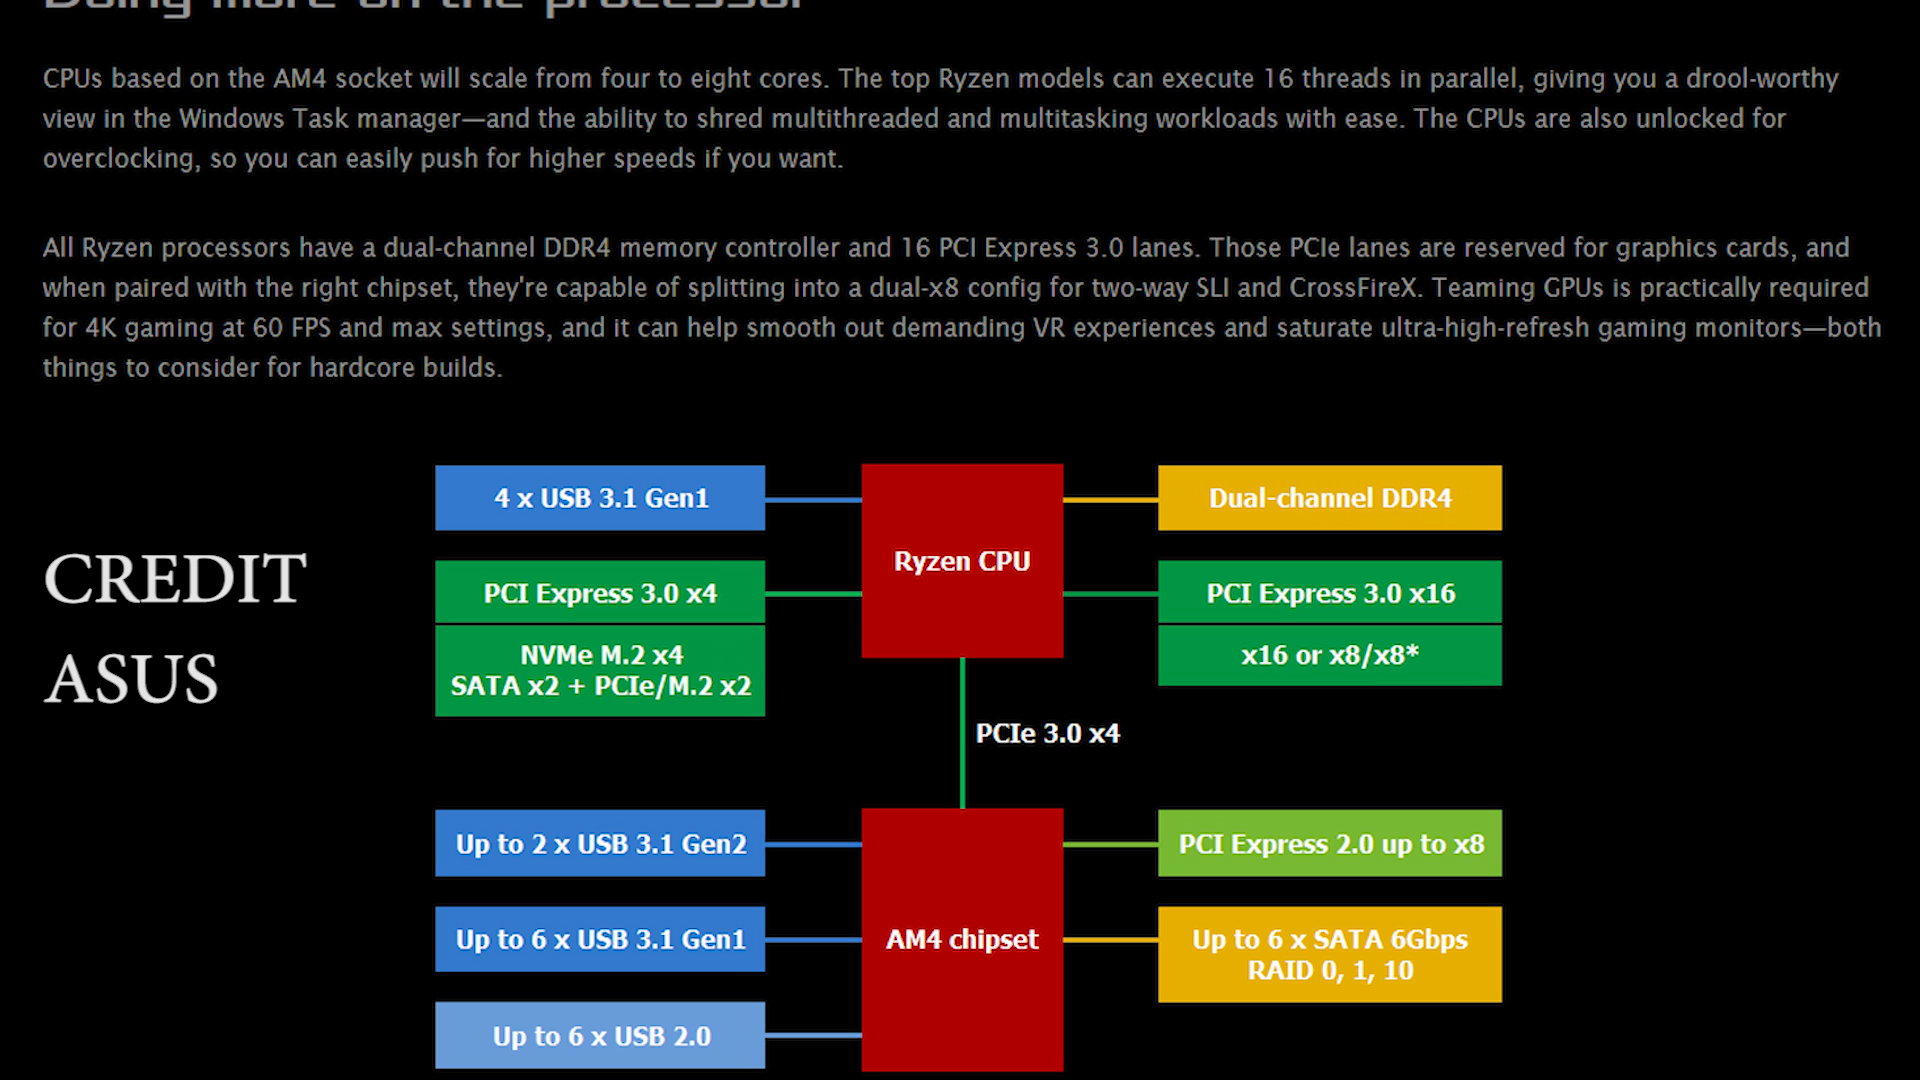 Doing more on the processor
CPUs based on the AM4 socket will scale from four to eight cores. The top Ryzen models can execute 16 threads in parallel, giving you a drool-worthy
view in the Windows Task manager—and the ability to shred multithreaded and multitasking workloads with ease. The CPUs are also unlocked for
overclocking, so you can easily push for higher speeds if you want.
All Ryzen processors have a dual-channel DDR4 memory controller and 16 PCI Express 3.0 lanes. Those PCIe lanes are reserved for graphics cards, and
when paired with the right chipset, they're capable of splitting into a dual-x8 config for two-way SLI and CrossFireX. Teaming GPUs is practically required
for 4K gaming at 60 FPS and max settings, and it can help smooth out demanding VR experiences and saturate ultra-high-refresh gaming monitors—both
things to consider for hardcore builds.
CREDIT
ASUS
4 x USB 3.1 Gen1
PCI Express 3.0 x4
NVMe M.2 x4
SATA x2 + PCIe/M.2 x2
Ryzen CPU
Dual-channel DDR4
PCI Express 3.0 x16
x16 or x8/x8*
PCIe 3.0 x4
Up to 2 x USB 3.1 Gen2
Up to 6 x USB 3.1 Gen1
Up to 6 x USB 2.0
AM4 chipset
PCI Express 2.0 up to x8
Up to 6 x SATA 6Gbps
RAID 0, 1, 10